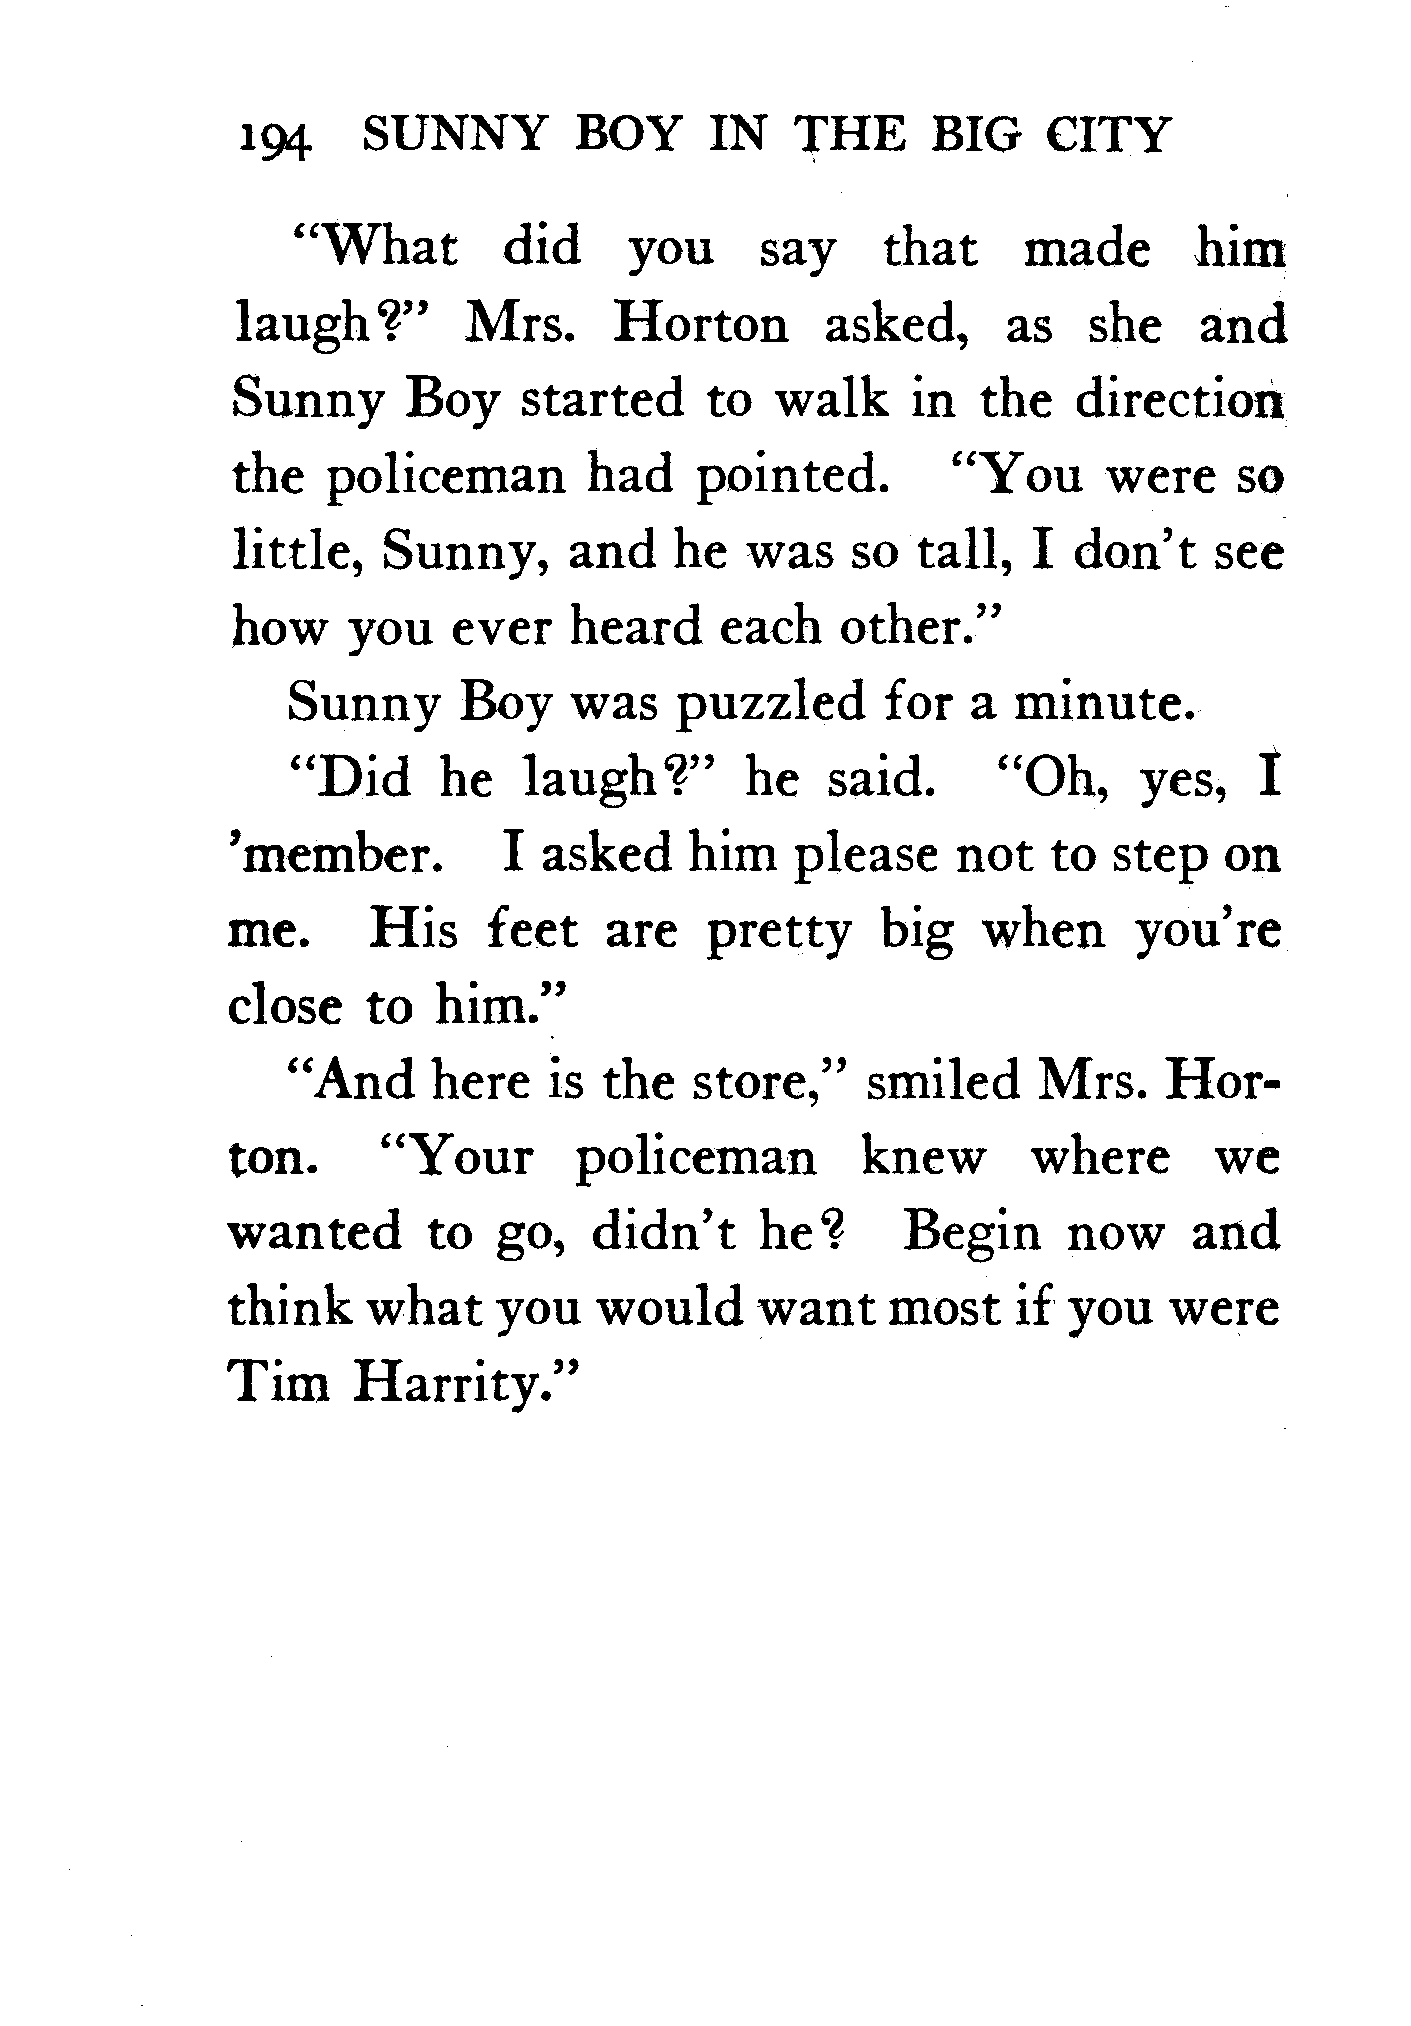 194 SUNNY BOY IN THE BIG CITY
“What did you say that made him
laugh?” Mrs. Horton asked, as she and
Sunny Boy started to walk in the direction
the policeman had pointed. “You were so
little, Sunny, and he was so tall, I don’t see
how you ever heard each other.”
Sunny Boy was puzzled for a minute.
“Did he laugh?” he said. “Oh, yes, I
’member. I asked him please not to step on
me. His feet are pretty big when you’re
close to him.”
“And here is the store,” smiled Mrs. Hor-
ton. “Your policeman knew where we
wanted to go, didn’t he? Begin now and
think what you would want most if you were
Tim Harrity.”